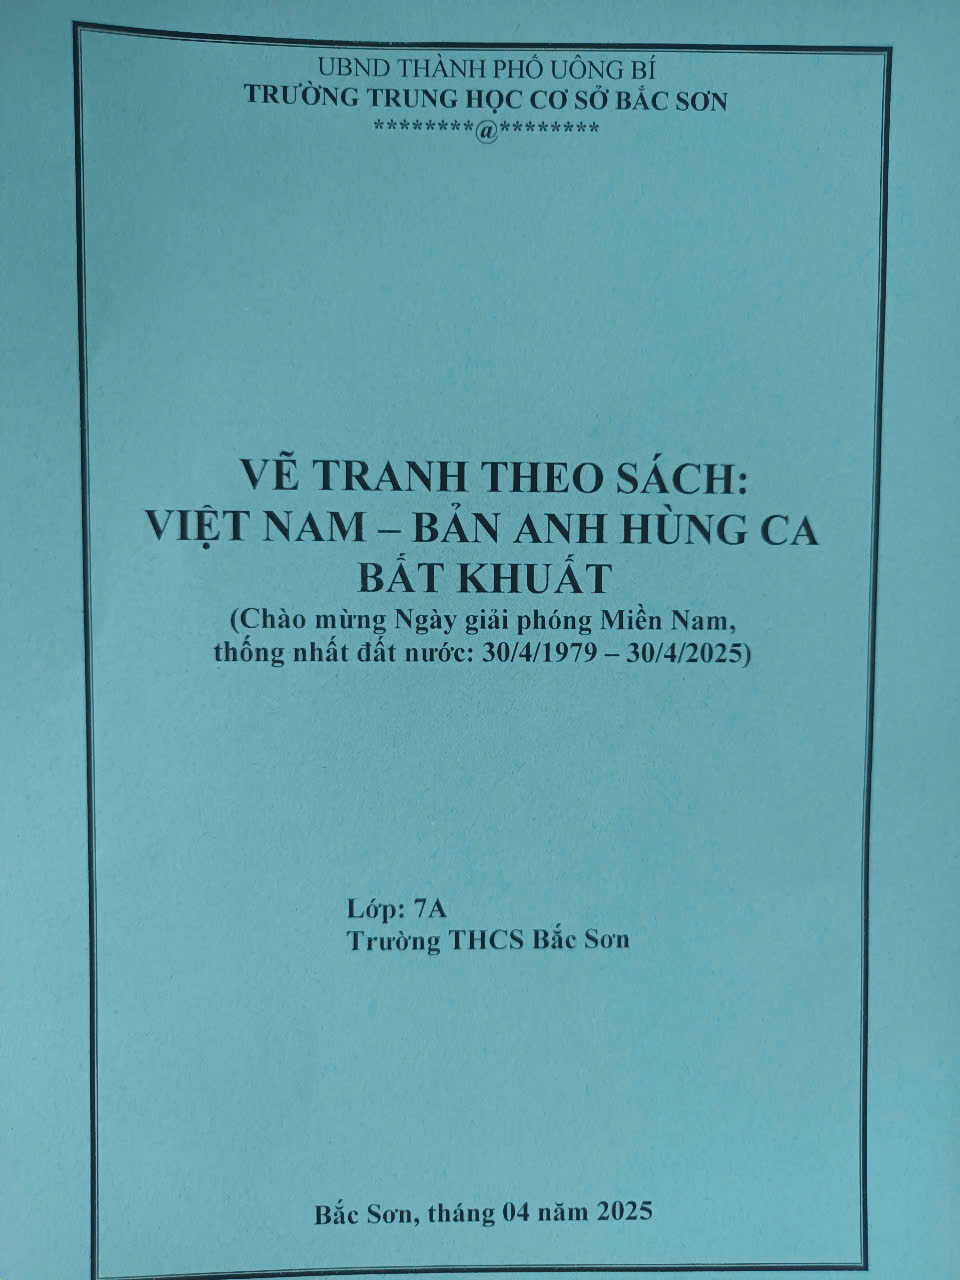 UBND THÀNH PHỐ UÔNG BÍ
TRƯỜNG TRUNG HỌC CƠ SỞ BẮC SƠN
********@********
VẼ TRANH THEO SÁCH:
VIỆT NAM – BẢN ANH HÙNG CA
BẤT KHUẤT
(Chào mừng Ngày giải phóng Miền Nam,
thống nhất đất nước: 30/4/1979 – 30/4/2025)
Lớp: 7A
Trường THCS Bắc Sơn
Bắc Sơn, tháng 04 năm 2025